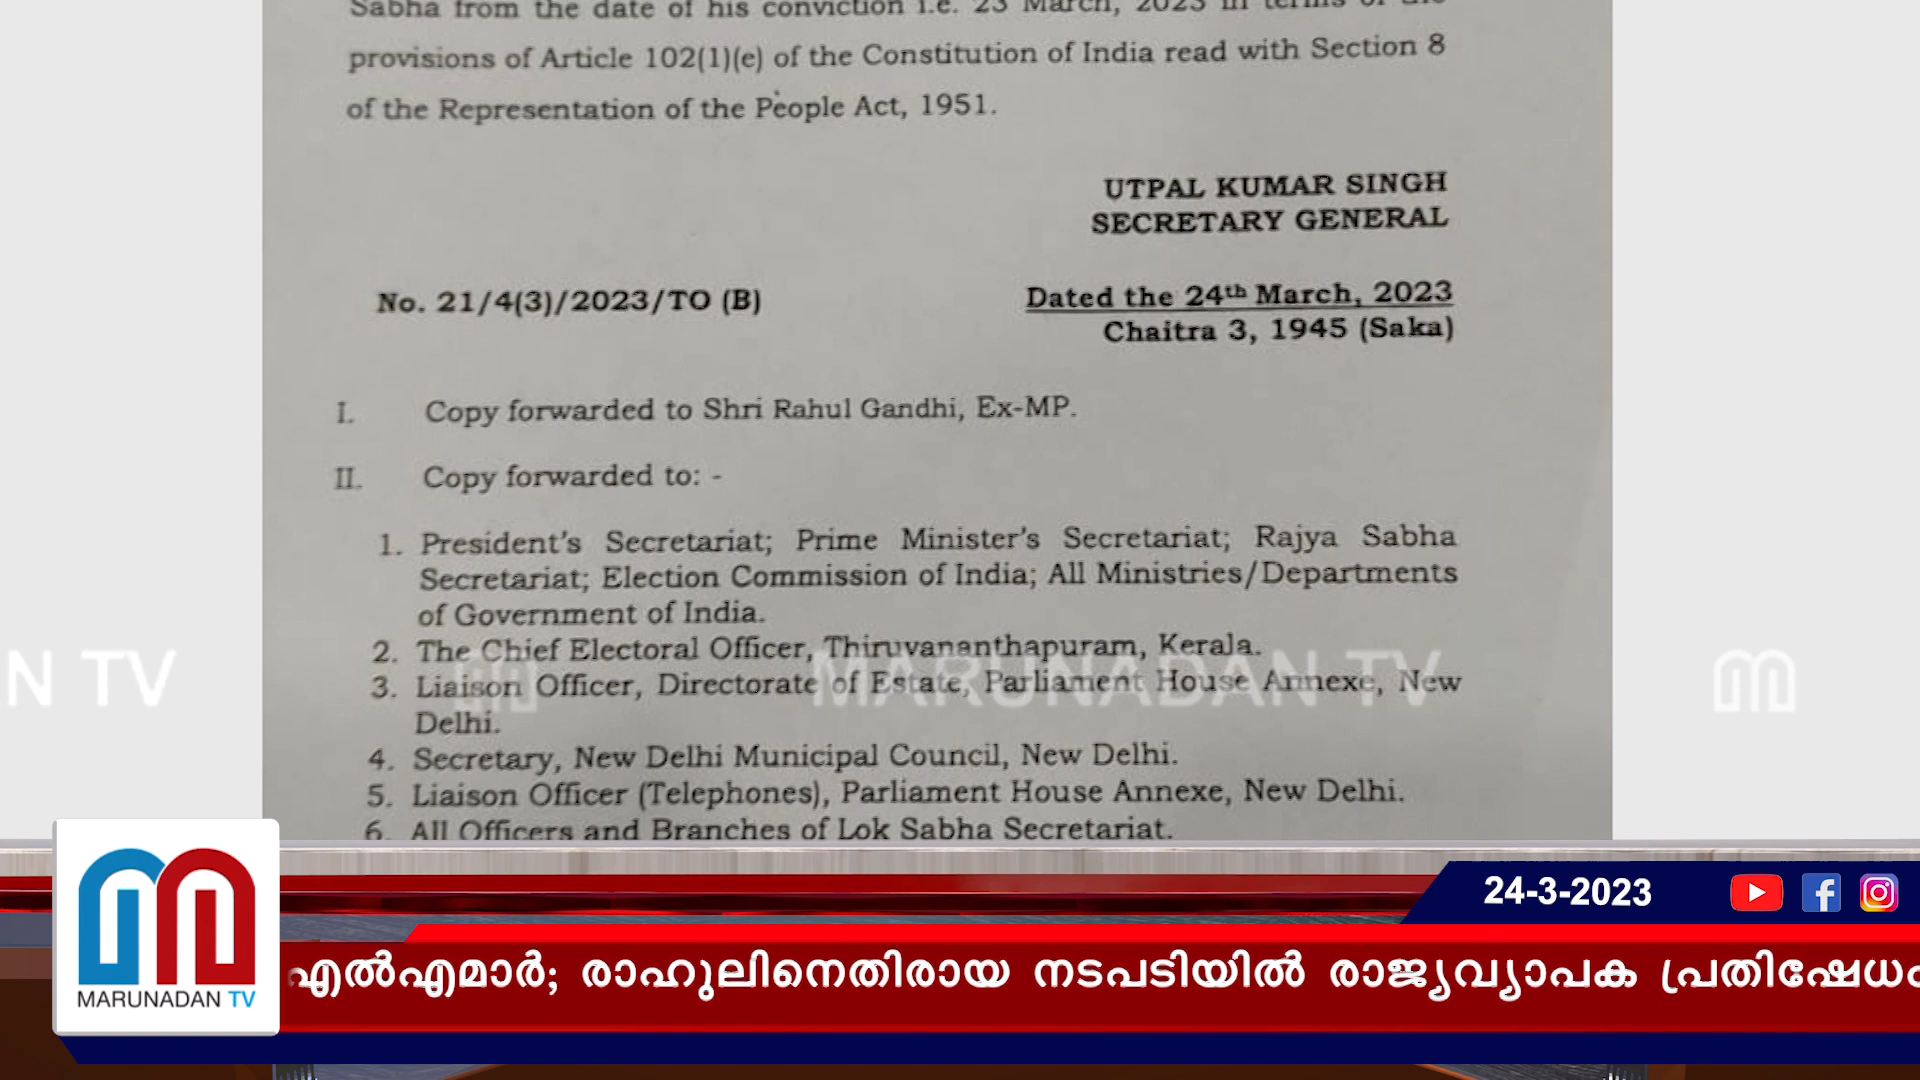 Sabha from the date of his conviction i.e. 23 March, 2023 in terms of the
provisions of Article 102(1)(e) of the Constitution of India read with Section 8
of the Representation of the People Act, 1951.
UTPAL KUMAR SINGH
SECRETARY GENERAL
No. 21/4(3)/2023/TO (B)
Dated the 24th March, 2023
Chaitra 3, 1945 (Saka)
I. Copy forwarded to Shri Rahul Gandhi, Ex-MP.
II. Copy forwarded to: -
1. President's Secretariat; Prime Minister's Secretariat; Rajya Sabha
Secretariat; Election Commission of India; All Ministries/Departments
of Government of India.
2. The Chief Electoral Officer, Thiruvananthapuram, Kerala.
3. Liaison Officer, Directorate of Estate, Parliament House Annexe, New
Delhi.
4. Secretary, New Delhi Municipal Council, New Delhi.
5. Liaison Officer (Telephones), Parliament House Annexe, New Delhi.
6. All Officers and Branches of Lok Sabha Secretariat.
N TV
MARUNADAN TV
24-3-2023
MARUNADAN TV
എൽഎമാർ; രാഹുലിനെതിരായ നടപടിയിൽ രാജ്യവ്യാപക പ്രതിഷേധം